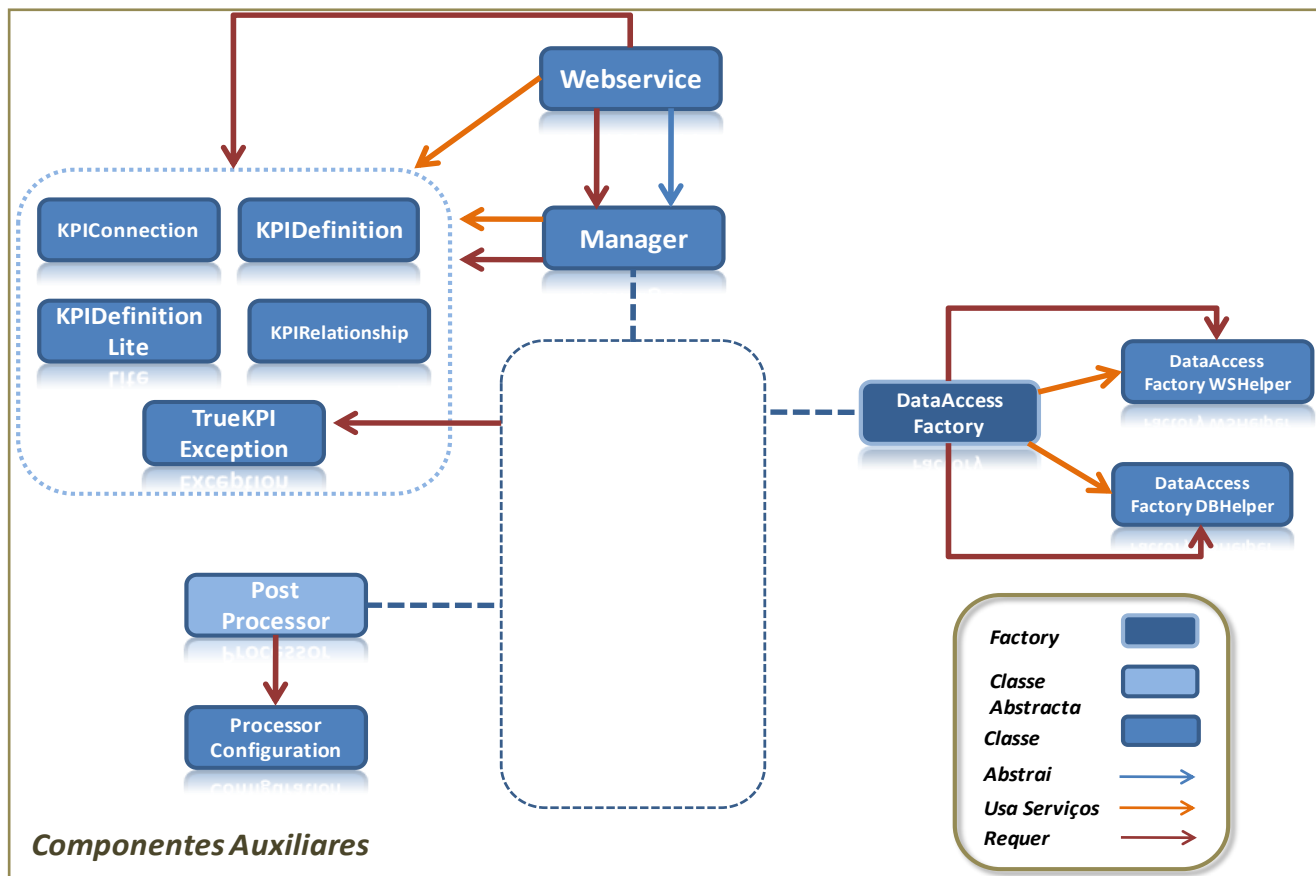 Webservice
KPIConnection
KPIDefinition
Manager
KPIDefinition
Lite
KPIRelationship
TrueKPI
Exception
DataAccess
Factory
DataAccess
Factory WSHelper
DataAccess
Factory DBHelper
Post
Processor
Processor
Configuration
Factory
Classe
Abstracta
Classe
Abstrai
Usa Serviços
Requer
Componentes Auxiliares